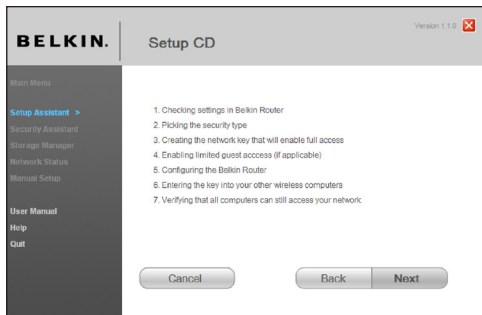 Version 1.1.0
BELKIN.
Setup CD
Main Menu
Setup Assistant >
Security Assistant
Storage Manager
Network Status
Manual Setup
User Manual
Help
Quit
1. Checking settings in Belkin Router
2. Picking the security type
3. Creating the network key that will enable full access
4. Enabling limited guest acccess (if applicable)
5. Configuring the Belkin Router
6. Entering the key into your other wireless computers
7. Verifying that all computers can still access your network
Cancel
Back
Next